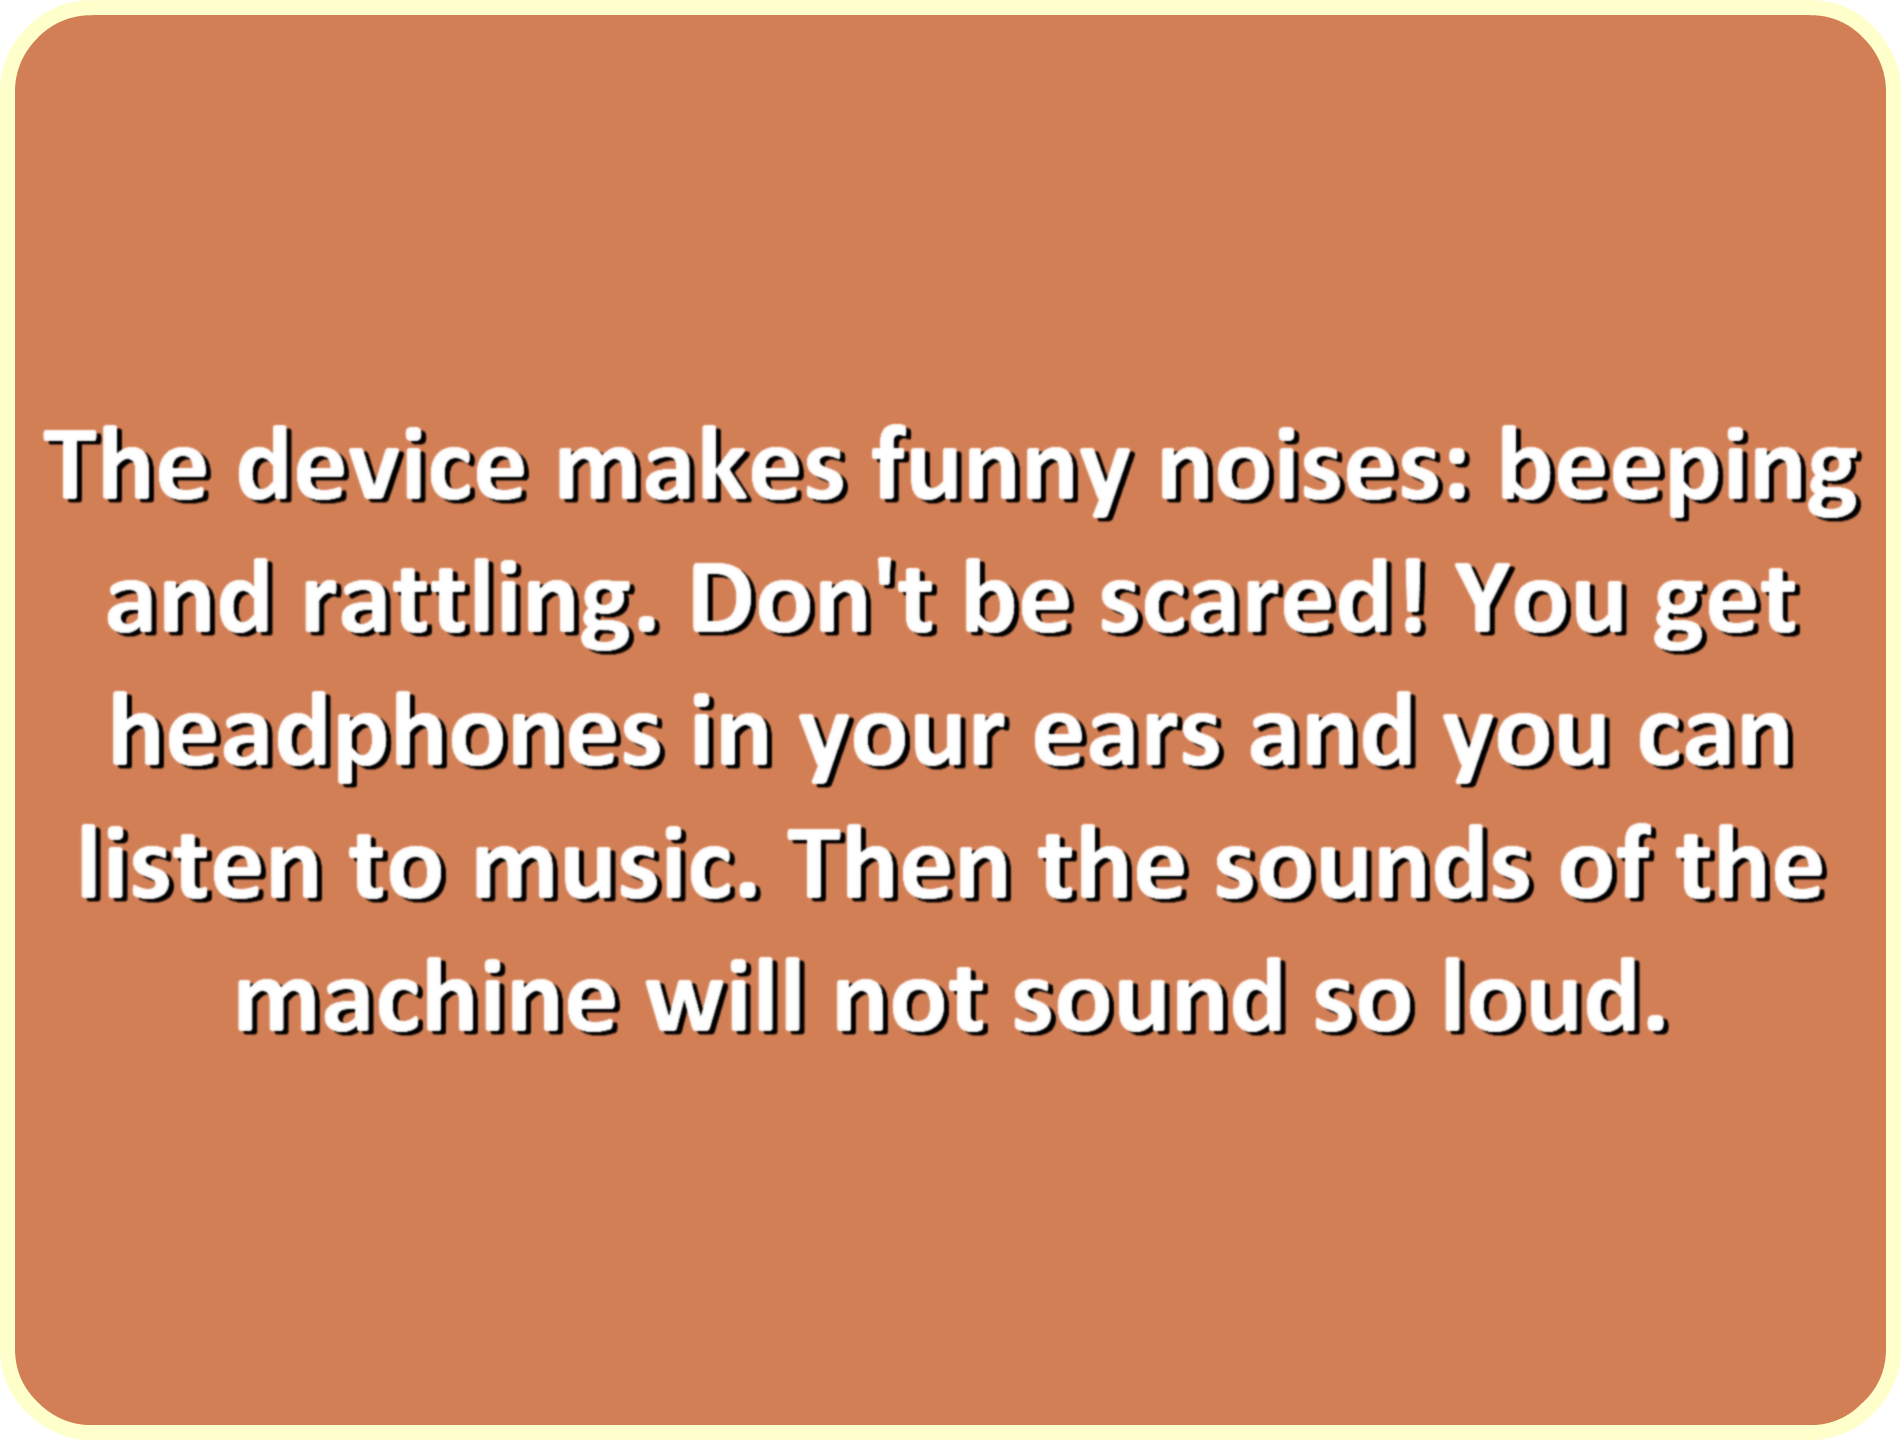 The device makes funny noises: beeping
and rattling. Don't be scared! You get
headphones in your ears and you can
listen to music. Then the sounds of the
machine will not sound so loud.